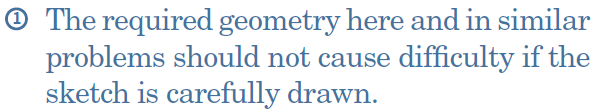 ① The required geometry here and in similar
problems should not cause difficulty if the
sketch is carefully drawn.